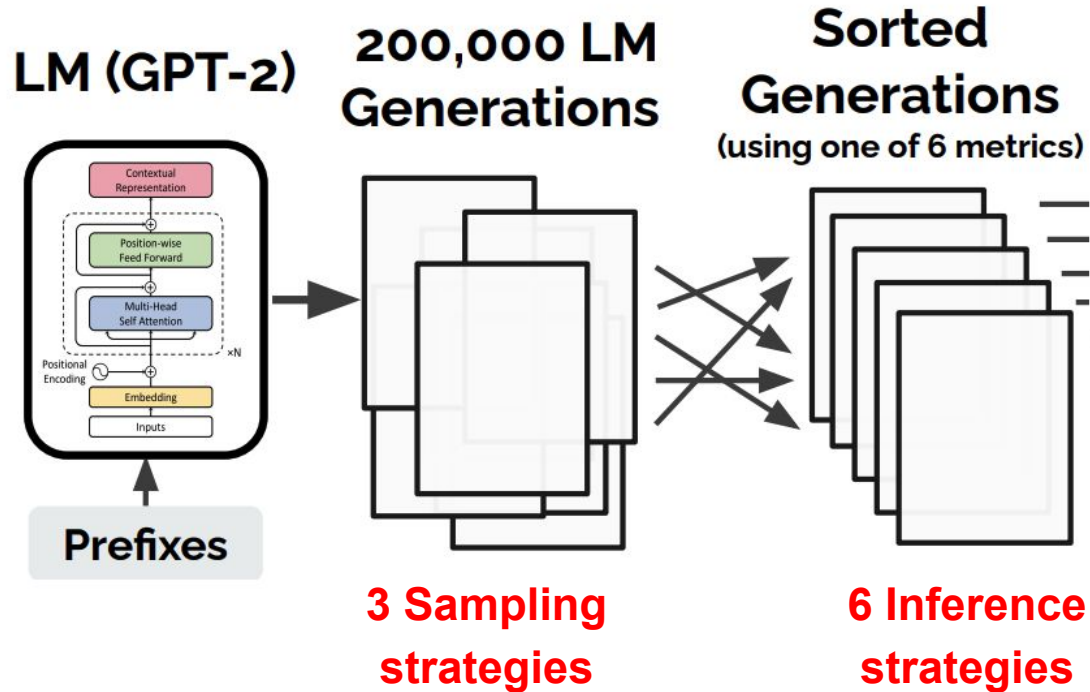 LM (GPT-2)
Contextual
Representation
Position-wise
Feed Forward
Multi-Head
Self Attention
×N
Positional
Encoding
Embedding
Inputs
Prefixes
200,000 LM
Generations
3 Sampling
strategies
Sorted
Generations
(using one of 6 metrics)
6 Inference
strategies